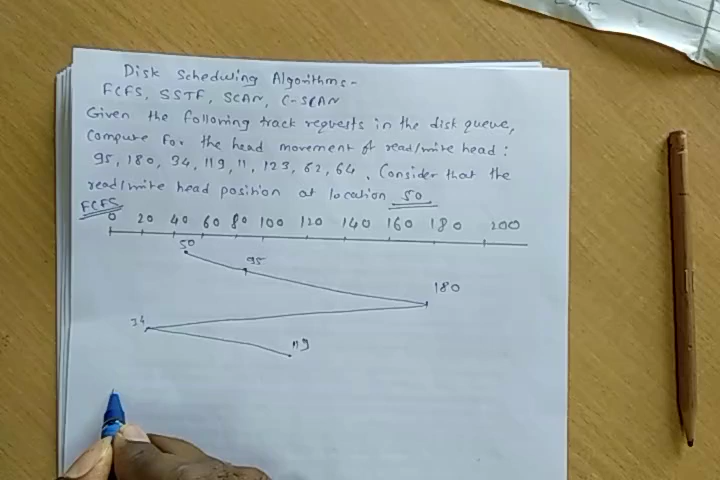 Disk Scheduling Algorithms-
FCFS, SSTF, SCAN, C-SCAN
Given the following track requests in the disk queue,
compute for the head movement of read/write head:
95, 180, 34, 119, 11, 123, 62, 64. Consider that the
read/write head position at location 50
FCFS
0 20 40 60 80 100 120 140 160 180 200
50
95
180
34
119